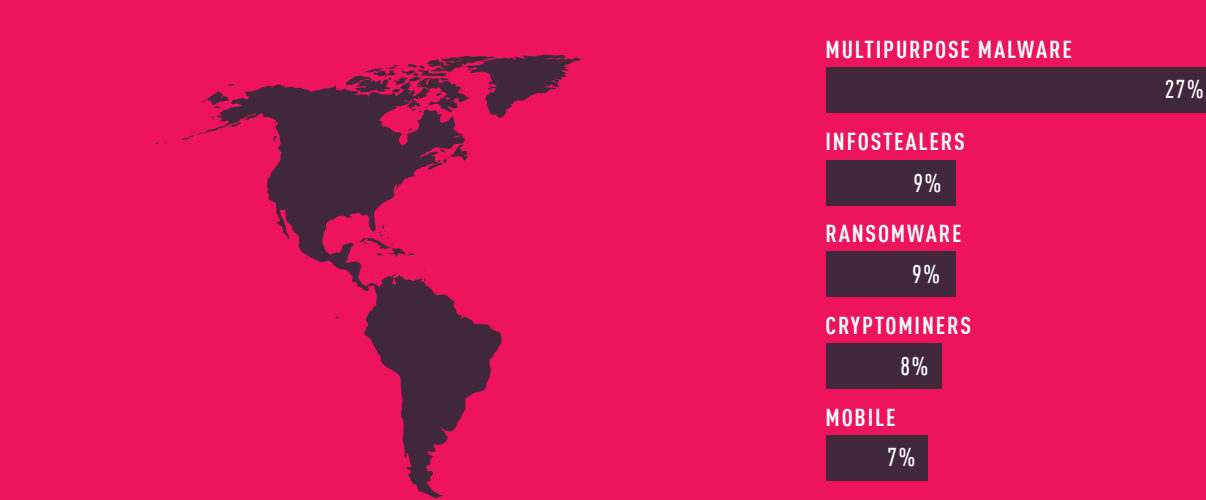 MULTIPURPOSE MALWARE
27%
INFOSTEALERS
9%
RANSOMWARE
9%
CRYPTOMINERS
8%
MOBILE
7%